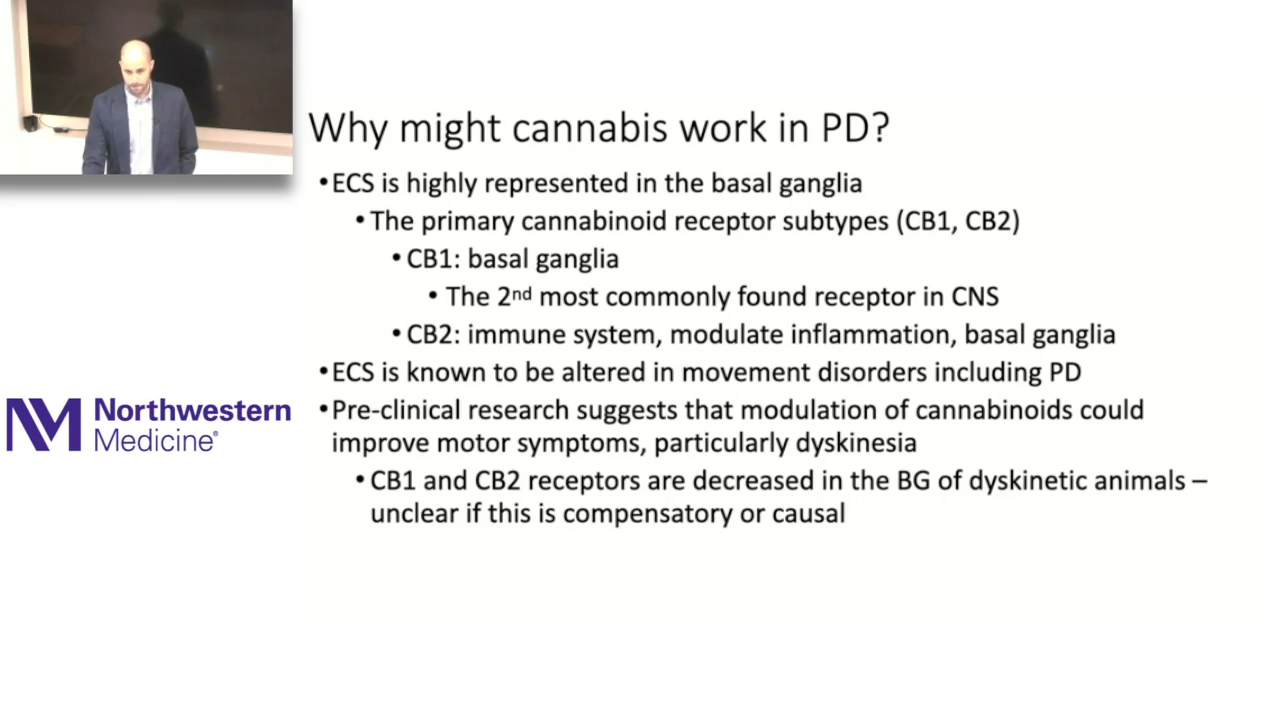 Why might cannabis work in PD?
•ECS is highly represented in the basal ganglia
•The primary cannabinoid receptor subtypes (CB1, CB2)
•CB1: basal ganglia
•The 2nd most commonly found receptor in CNS
•CB2: immune system, modulate inflammation, basal ganglia
•ECS is known to be altered in movement disorders including PD
•Pre-clinical research suggests that modulation of cannabinoids could
improve motor symptoms, particularly dyskinesia
•CB1 and CB2 receptors are decreased in the BG of dyskinetic animals –
unclear if this is compensatory or causal
NM Northwestern
Medicine®